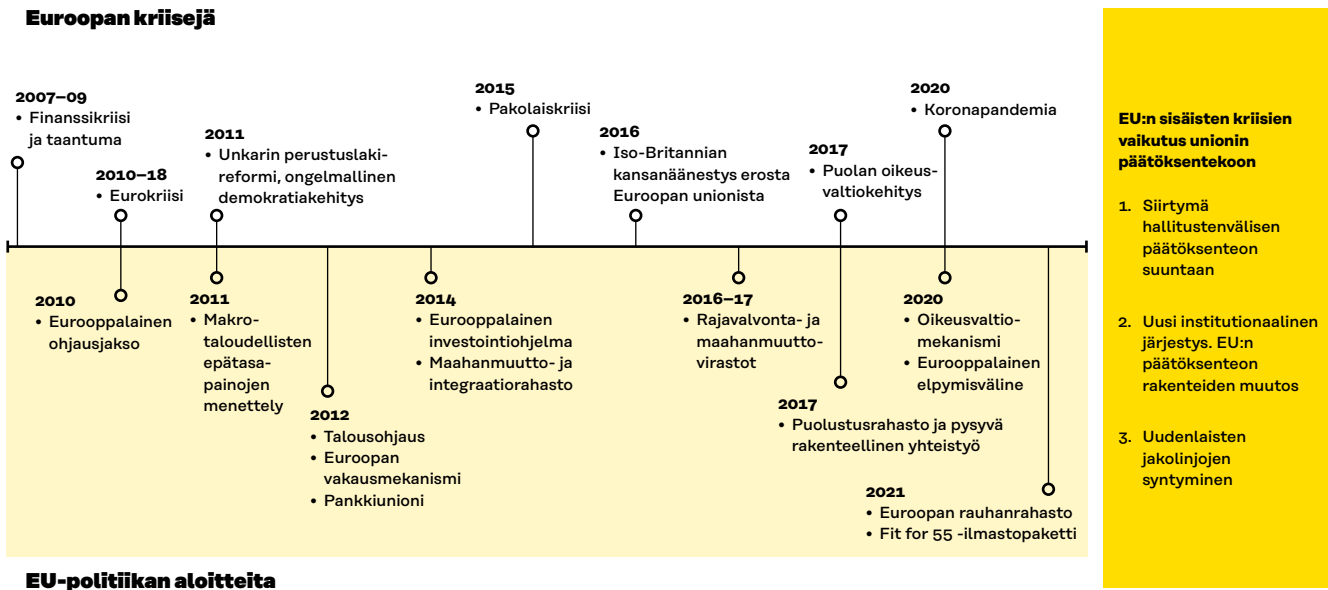 Euroopan kriisejä
2007–09
• Finanssikriisi
ja taantuma
2010–18
• Eurokriisi
2011
• Unkarin perustuslaki-
reformi, ongelmallinen
demokratiakehitys
2015
• Pakolaiskriisi
2016
• Iso-Britannian
kansanäänestys erosta
Euroopan unionista
2017
• Puolan oikeus-
valtiokehitys
2020
• Koronapandemia
2010
• Eurooppalainen
ohjausjakso
2011
• Makro-
taloudellisten
epätasa-
painojen
menettely
2012
• Talousohjaus
• Euroopan
vakausmekanismi
• Pankkiunioni
2014
• Eurooppalainen
investointiohjelma
• Maahanmuutto- ja
integraatiorahasto
2016–17
• Rajavalvonta- ja
maahanmuutto-
virastot
2017
• Puolustusrahasto ja pysyvä
rakenteellinen yhteistyö
2020
• Oikeusvaltio-
mekanismi
• Eurooppalainen
elpymisväline
2021
• Euroopan rauhanrahasto
• Fit for 55 -ilmastopaketti
EU-politiikan aloitteita
EU:n sisäisten kriisien
vaikutus unionin
päätöksentekoon
1. Siirtymä
hallitustenvälisen
päätöksenteon
suuntaan
2. Uusi institutionaalinen
järjestys. EU:n
päätöksenteon
rakenteiden muutos
3. Uudenlaisten
jakolinjojen
syntyminen